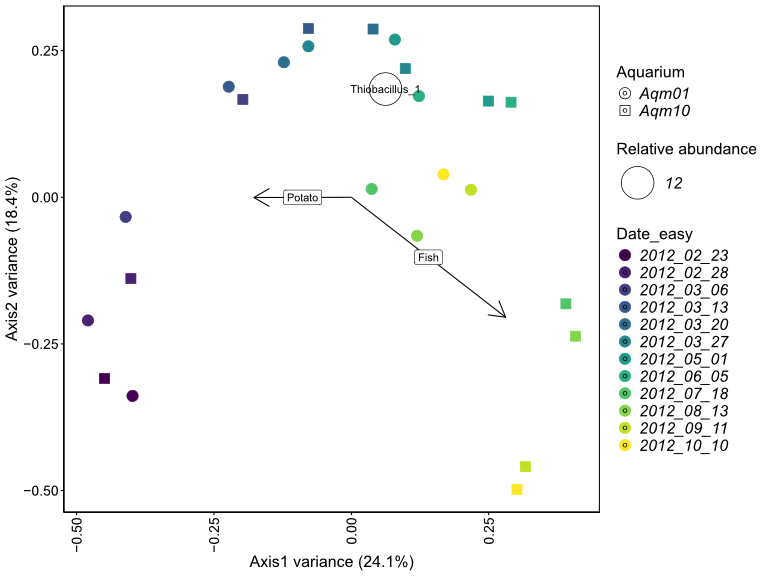 Axis2 variance (18.4%)
0.25
0.00
-0.25
-0.50
-0.50
-0.25
0.00
0.25
Axis1 variance (24.1%)
Thiobacillus_1
Potato
Fish
Aquarium
Aqm01
Aqm10
Relative abundance
12
Date_easy
2012_02_23
2012_02_28
2012_03_06
2012_03_13
2012_03_20
2012_03_27
2012_05_01
2012_06_05
2012_07_18
2012_08_13
2012_09_11
2012_10_10